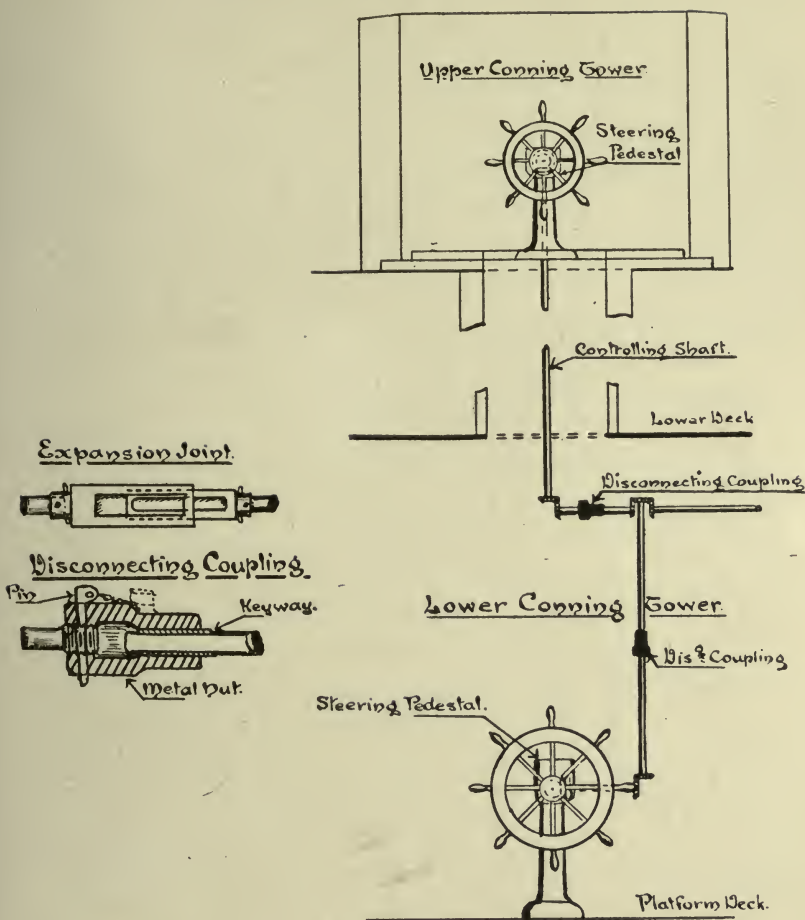 Upper Conning Tower
Steering
Pedestal
Controlling Shaft.
Lower Deck
Expansion Joint.
Disconnecting Coupling
Disconnecting Coupling
Pin
Keyway.
Lower Conning Tower.
Disg. Coupling
Metal Nut.
Steering Pedestal.
Platform Deck.